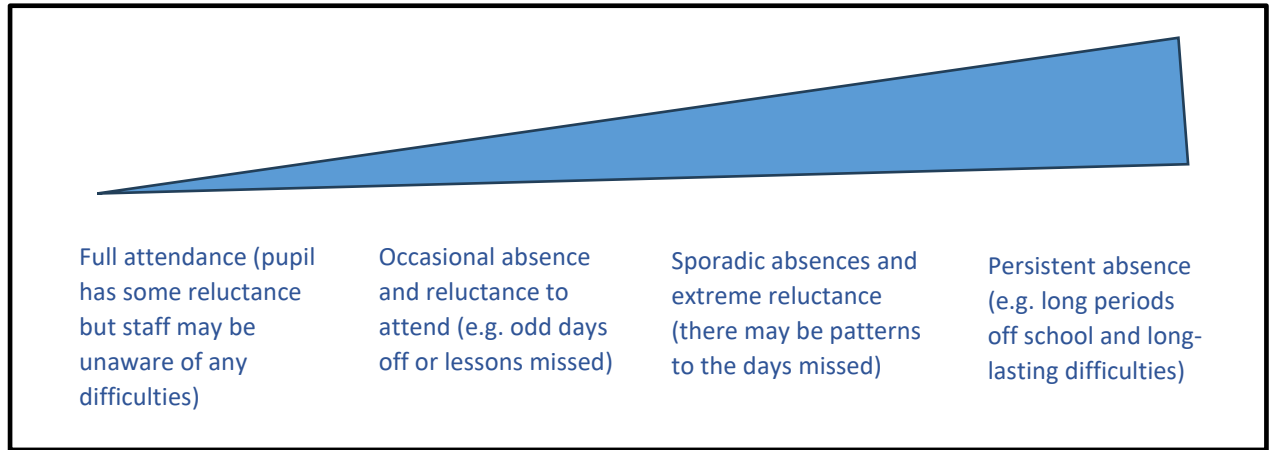 Full attendance (pupil
has some reluctance
but staff may be
unaware of any
difficulties)
Occasional absence
and reluctance to
attend (e.g. odd days
off or lessons missed)
Sporadic absences and
extreme reluctance
(there may be patterns
to the days missed)
Persistent absence
(e.g. long periods
off school and long-
lasting difficulties)